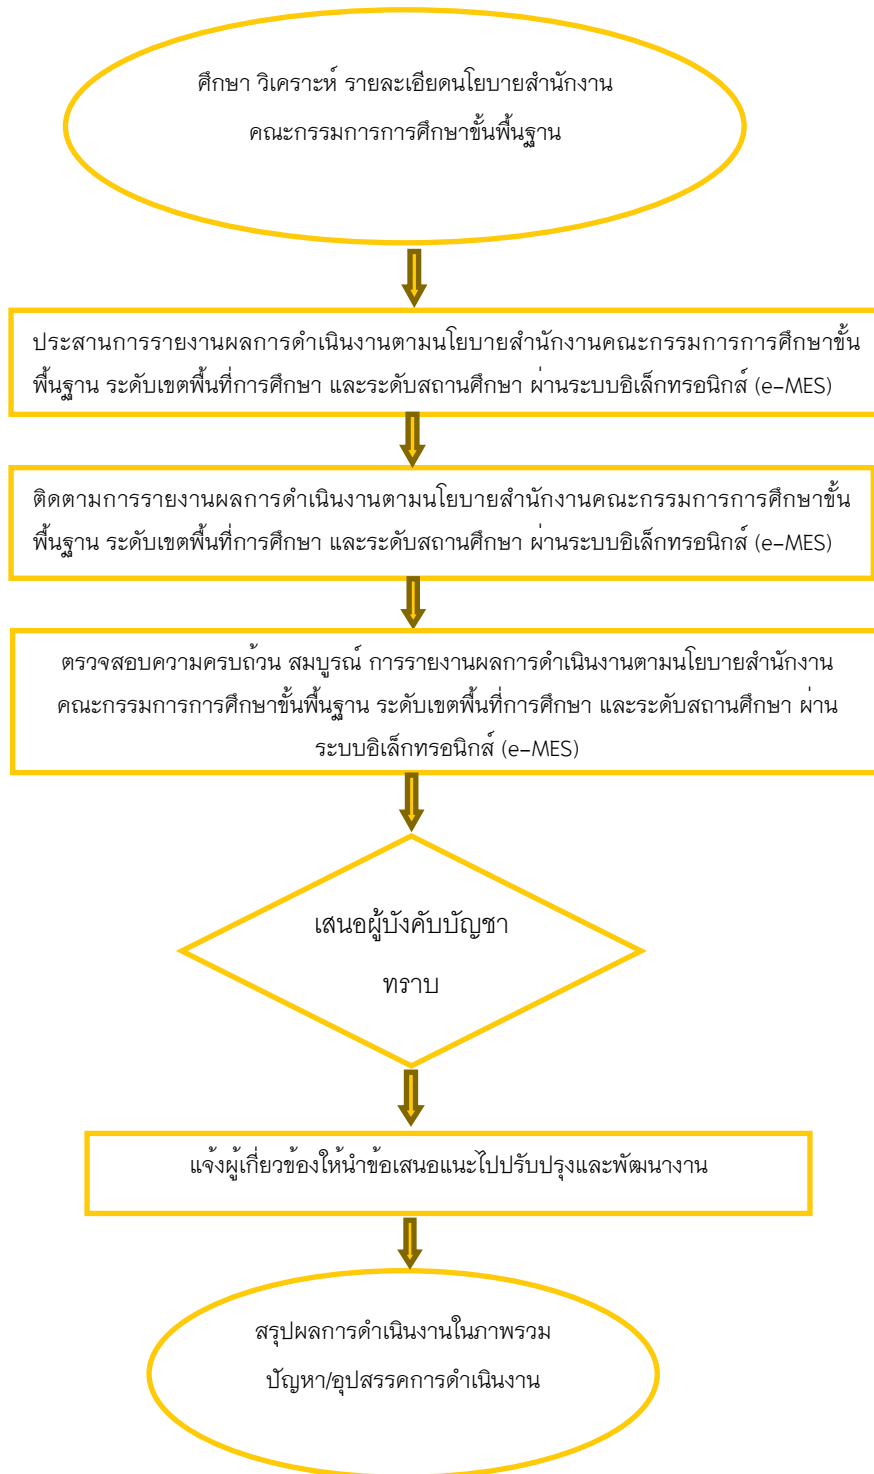 ศึกษา วิเคราะห์ รายละเอียดนโยบายสำนักงาน
คณะกรรมการการศึกษาขั้นพื้นฐาน
ประสานการรายงานผลการดำเนินงานตามนโยบายสำนักงานคณะกรรมการการศึกษาขั้น
พื้นฐาน ระดับเขตพื้นที่การศึกษา และระดับสถานศึกษา ผ่านระบบอิเล็กทรอนิกส์ (e-MES)
ติดตามการรายงานผลการดำเนินงานตามนโยบายสำนักงานคณะกรรมการการศึกษาขั้น
พื้นฐาน ระดับเขตพื้นที่การศึกษา และระดับสถานศึกษา ผ่านระบบอิเล็กทรอนิกส์ (e-MES)
ตรวจสอบความครบถ้วน สมบูรณ์ การรายงานผลการดำเนินงานตามนโยบายสำนักงาน
คณะกรรมการการศึกษาขั้นพื้นฐาน ระดับเขตพื้นที่การศึกษา และระดับสถานศึกษา ผ่าน
ระบบอิเล็กทรอนิกส์ (e-MES)
เสนอผู้บังคับบัญชา
ทราบ
แจ้งผู้เกี่ยวข้องให้นำข้อเสนอแนะไปปรับปรุงและพัฒนางาน
สรุปผลการดำเนินงานในภาพรวม
ปัญหา/อุปสรรคการดำเนินงาน